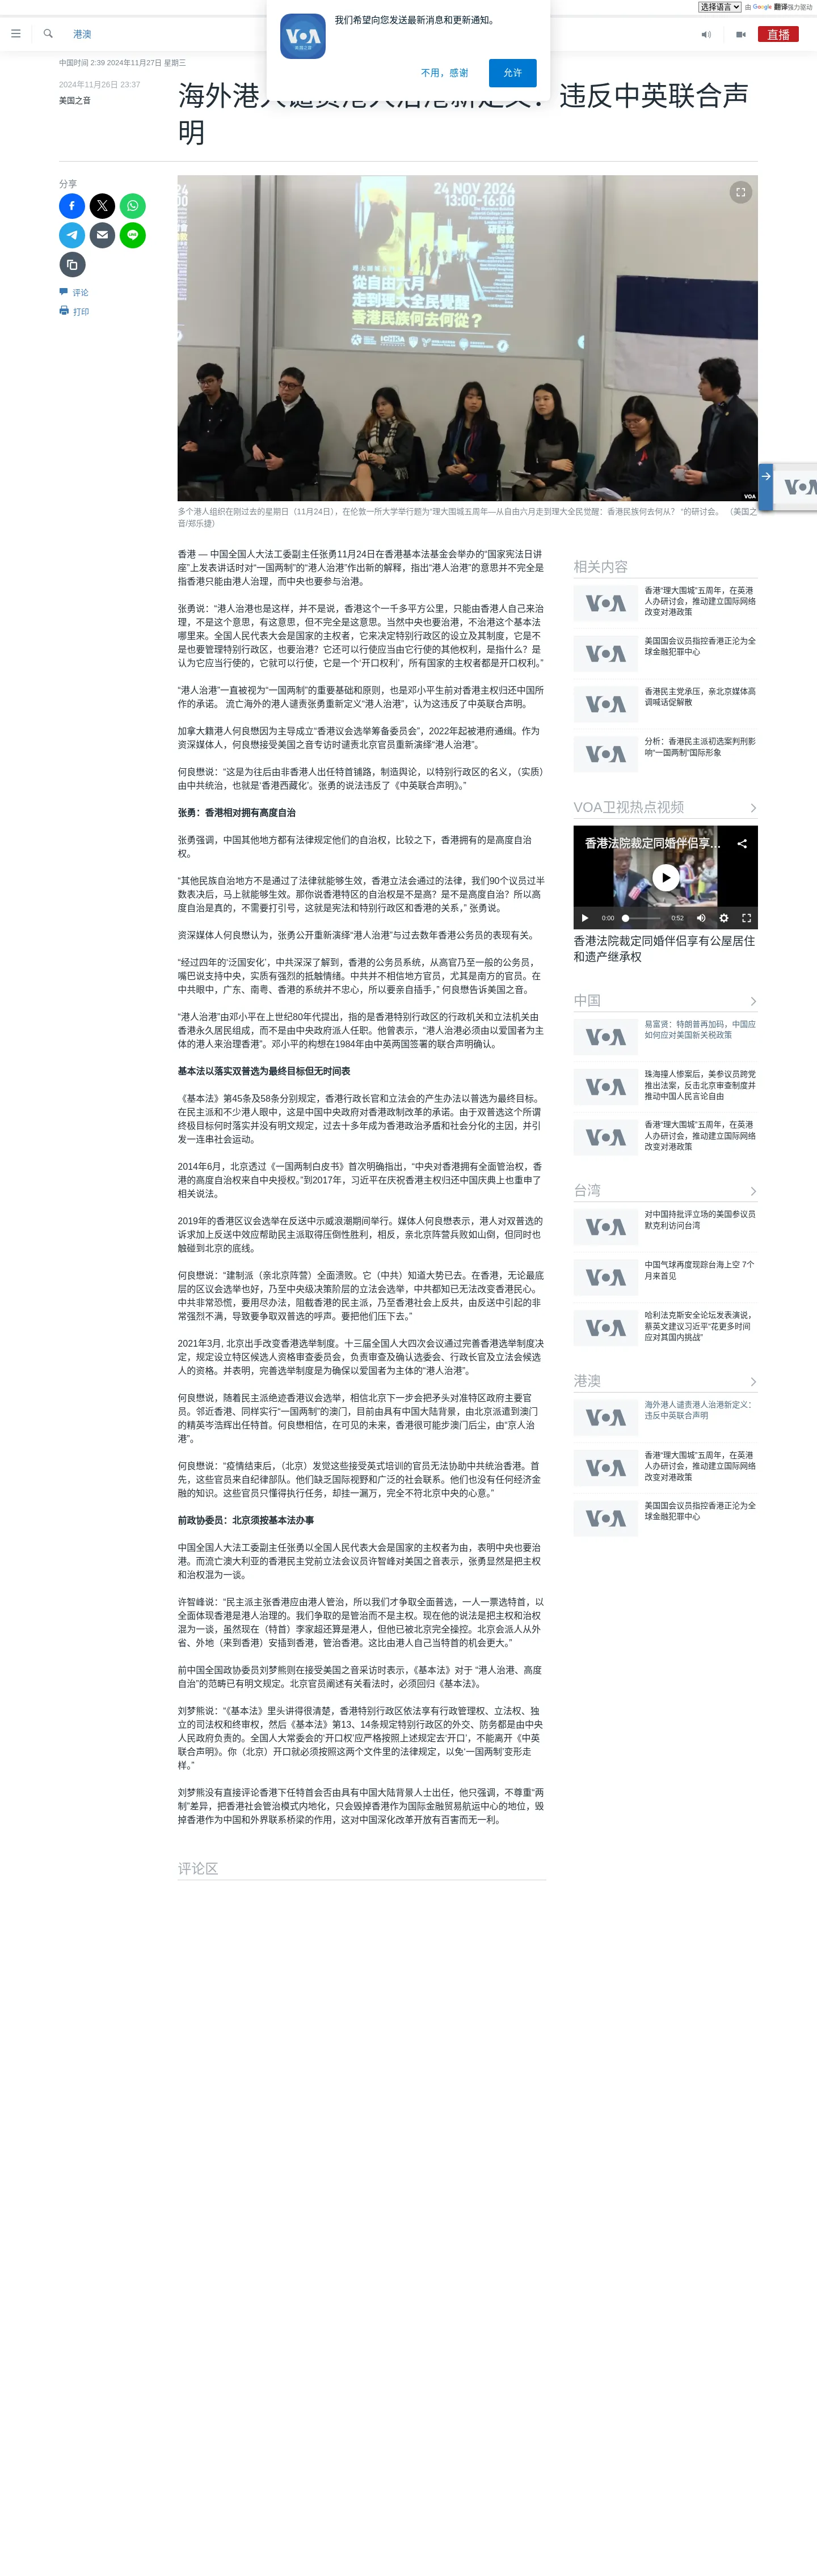 选择语言 由 Google 翻译强力驱动
港澳
直播
VOA
美国之音
我们希望向您发送最新消息和更新通知。
不用，感谢
允许
中国时间 2:39 2024年11月27日 星期三
2024年11月26日 23:37
美国之音
海外港人谴责港人治港新定义：违反中英联合声
明
分享
评论
打印
24 NOV 2024
13:00-16:00
從自由六月
走到理大全民覺醒
香港民族何去何從？
VOA
多个港人组织在刚过去的星期日（11月24日），在伦敦一所大学举行题为“理大围城五周年—从自由六月走到理大全民觉醒：香港民族何去何从？ ”的研讨会。 （美国之
音/郑乐捷）
香港 — 中国全国人大法工委副主任张勇11月24日在香港基本法基金会举办的“国家宪法日讲
座”上发表讲话时对“一国两制”的“港人治港”作出新的解释，指出“港人治港”的意思并不完全是
指香港只能由港人治理，而中央也要参与治港。
张勇说：“港人治港也是这样，并不是说，香港这个一千多平方公里，只能由香港人自己来治
理，不是这个意思，有这意思，但不完全是这意思。当然中央也要治港，不治港这个基本法
哪里来。全国人民代表大会是国家的主权者，它来决定特别行政区的设立及其制度，它是不
是也要管理特别行政区，也要治港？它还可以行使应当由它行使的其他权利，是指什么？是
认为它应当行使的，它就可以行使，它是一个‘开口权利’，所有国家的主权者都是开口权利。”
“港人治港”一直被视为“一国两制”的重要基础和原则，也是邓小平生前对香港主权归还中国所
作的承诺。 流亡海外的港人谴责张勇重新定义“港人治港”，认为这违反了中英联合声明。
加拿大籍港人何良懋因为主导成立“香港议会选举筹备委员会”，2022年起被港府通缉。作为
资深媒体人，何良懋接受美国之音专访时谴责北京官员重新演绎“港人治港”。
何良懋说：“这是为往后由非香港人出任特首铺路，制造舆论，以特别行政区的名义，（实质）
由中共统治，也就是‘香港西藏化’。张勇的说法违反了《中英联合声明》。”
张勇：香港相对拥有高度自治
张勇强调，中国其他地方都有法律规定他们的自治权，比较之下，香港拥有的是高度自治
权。
“其他民族自治地方不是通过了法律就能够生效，香港立法会通过的法律，我们90个议员过半
数表决后，马上就能够生效。那你说香港特区的自治权是不是高？是不是高度自治？所以高
度自治是真的，不需要打引号，这就是宪法和特别行政区和香港的关系，” 张勇说。
资深媒体人何良懋认为，张勇公开重新演绎“港人治港”与过去数年香港公务员的表现有关。
“经过四年的‘泛国安化’，中共深深了解到，香港的公务员系统，从高官乃至一般的公务员，
嘴巴说支持中央，实质有强烈的抵触情绪。中共并不相信地方官员，尤其是南方的官员。在
中共眼中，广东、南粤、香港的系统并不忠心，所以要亲自插手，” 何良懋告诉美国之音。
“港人治港”由邓小平在上世纪80年代提出，指的是香港特别行政区的行政机关和立法机关由
香港永久居民组成，而不是由中央政府派人任职。他曾表示，“港人治港必须由以爱国者为主
体的港人来治理香港”。邓小平的构想在1984年由中英两国签署的联合声明确认。
基本法以落实双普选为最终目标但无时间表
《基本法》第45条及58条分别规定，香港行政长官和立法会的产生办法以普选为最终目标。
在民主派和不少港人眼中，这是中国中央政府对香港政制改革的承诺。由于双普选这个所谓
终极目标何时落实并没有明文规定，过去十多年成为香港政治矛盾和社会分化的主因，并引
发一连串社会运动。
2014年6月，北京透过《一国两制白皮书》首次明确指出，“中央对香港拥有全面管治权，香
港的高度自治权来自中央授权。”到2017年，习近平在庆祝香港主权归还中国庆典上也重申了
相关说法。
2019年的香港区议会选举在反送中示威浪潮期间举行。媒体人何良懋表示，港人对双普选的
诉求加上反送中效应帮助民主派取得压倒性胜利，相反，亲北京阵营兵败如山倒，但同时也
触碰到北京的底线。
何良懋说：“建制派（亲北京阵营）全面溃败。它（中共）知道大势已去。在香港，无论最底
层的区议会选举也好，乃至中央级决策阶层的立法会选举，中共都知已无法改变香港民心。
中共非常恐慌，要用尽办法，阻截香港的民主派，乃至香港社会上反共，由反送中引起的非
常强烈不满，导致要争取双普选的呼声。要把他们压下去。”
2021年3月, 北京出手改变香港选举制度。十三届全国人大四次会议通过完善香港选举制度决
定，规定设立特区候选人资格审查委员会，负责审查及确认选委会、行政长官及立法会候选
人的资格。并表明，完善选举制度是为确保以爱国者为主体的“港人治港”。
何良懋说，随着民主派绝迹香港议会选举，相信北京下一步会把矛头对准特区政府主要官
员。邻近香港、同样实行“一国两制”的澳门，目前由具有中国大陆背景，由北京派遣到澳门
的精英岑浩辉出任特首。何良懋相信，在可见的未来，香港很可能步澳门后尘，由“京人治
港”。
何良懋说：“疫情结束后，（北京）发觉这些接受英式培训的官员无法协助中共统治香港。首
先，这些官员来自纪律部队。他们缺乏国际视野和广泛的社会联系。他们也没有任何经济金
融的知识。这些官员只懂得执行任务，却挂一漏万，完全不符北京中央的心意。”
前政协委员：北京须按基本法办事
中国全国人大法工委副主任张勇以全国人民代表大会是国家的主权者为由，表明中央也要治
港。而流亡澳大利亚的香港民主党前立法会议员许智峰对美国之音表示，张勇显然是把主权
和治权混为一谈。
许智峰说：“民主派主张香港应由港人管治，所以我们才争取全面普选，一人一票选特首，以
全面体现香港是港人治理的。我们争取的是管治而不是主权。现在他的说法是把主权和治权
混为一谈，虽然现在（特首）李家超还算是港人，但他已被北京完全操控。北京会派人从外
省、外地（来到香港）安插到香港，管治香港。这比由港人自己当特首的机会更大。”
前中国全国政协委员刘梦熊则在接受美国之音采访时表示，《基本法》对于 “港人治港、高度
自治”的范畴已有明文规定。北京官员阐述有关看法时，必须回归《基本法》。
刘梦熊说：“《基本法》里头讲得很清楚，香港特别行政区依法享有行政管理权、立法权、独
立的司法权和终审权，然后《基本法》第13、14条规定特别行政区的外交、防务都是由中央
人民政府负责的。全国人大常委会的‘开口权’应严格按照上述规定去‘开口’，不能离开《中英
联合声明》。你（北京）开口就必须按照这两个文件里的法律规定，以免‘一国两制’变形走
样。”
刘梦熊没有直接评论香港下任特首会否由具有中国大陆背景人士出任，他只强调，不尊重“两
制”差异，把香港社会管治模式内地化，只会毁掉香港作为国际金融贸易航运中心的地位，毁
掉香港作为中国和外界联系桥梁的作用，这对中国深化改革开放有百害而无一利。
评论区
相关内容
VOA
香港“理大围城”五周年，在英港
人办研讨会，推动建立国际网络
改变对港政策
VOA
美国国会议员指控香港正沦为全
球金融犯罪中心
VOA
香港民主党承压，亲北京媒体高
调喊话促解散
VOA
分析：香港民主派初选案判刑影
响“一国两制”国际形象
VOA卫视热点视频
香港法院裁定同婚伴侣享…
0:00
0:52
香港法院裁定同婚伴侣享有公屋居住
和遗产继承权
中国
VOA
易富贤：特朗普再加码，中国应
如何应对美国新关税政策
VOA
珠海撞人惨案后，美参议员跨党
推出法案，反击北京审查制度并
推动中国人民言论自由
VOA
香港“理大围城”五周年，在英港
人办研讨会，推动建立国际网络
改变对港政策
台湾
VOA
对中国持批评立场的美国参议员
默克利访问台湾
VOA
中国气球再度现踪台海上空 7个
月来首见
VOA
哈利法克斯安全论坛发表演说，
蔡英文建议习近平“花更多时间
应对其国内挑战”
港澳
VOA
海外港人谴责港人治港新定义：
违反中英联合声明
VOA
香港“理大围城”五周年，在英港
人办研讨会，推动建立国际网络
改变对港政策
VOA
美国国会议员指控香港正沦为全
球金融犯罪中心